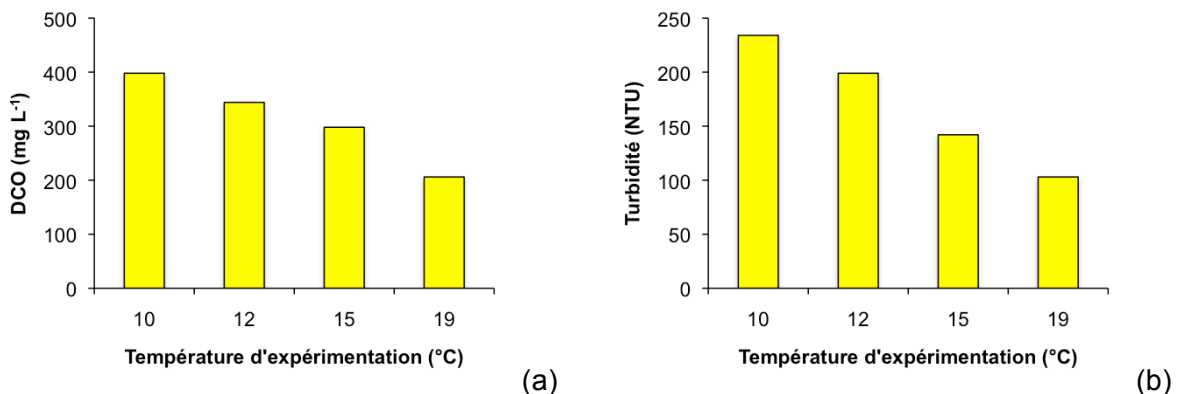 500
400
300
200
100
0
DCO (mg L-1)
10 12 15 19
Température d'expérimentation (°C)
(a)
250
200
150
100
50
0
Turbidité (NTU)
10 12 15 19
Température d'expérimentation (°C)
(b)